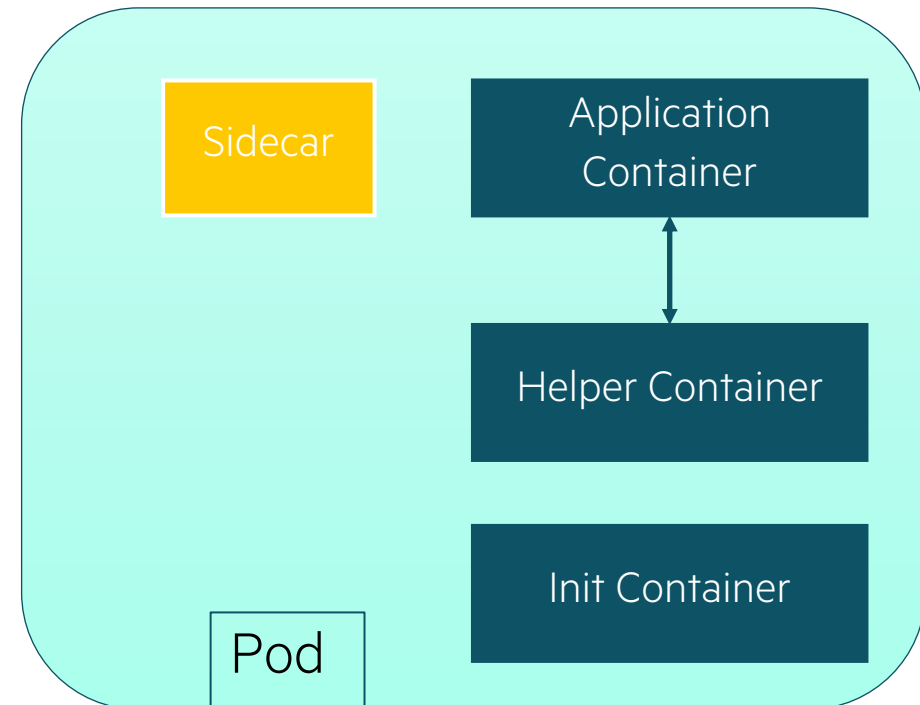 Sidecar
Application
Container
Helper Container
Init Container
Pod